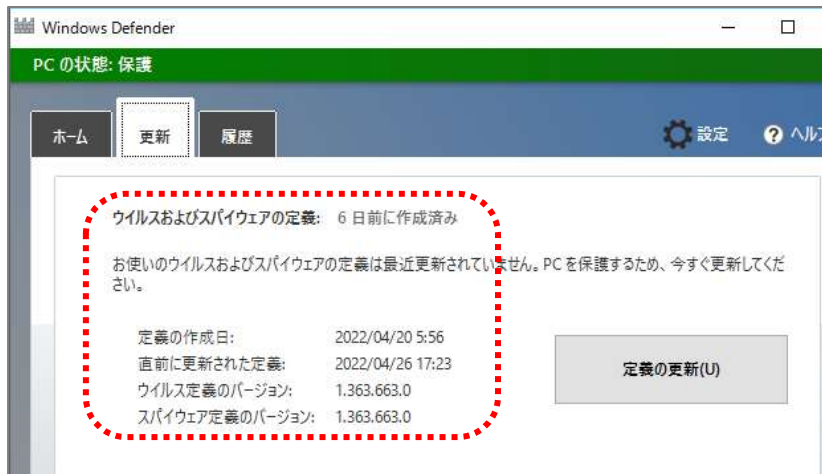 Windows Defender
PC の状態: 保護
ホーム 更新 履歴 設定 ? ヘル
ウイルスおよびスパイウェアの定義: 6 日前に作成済み
お使いのウイルスおよびスパイウェアの定義は最近更新されていません。PC を保護するため、今すぐ更新してくだ
さい。
定義の作成日: 2022/04/20 5:56
直前に更新された定義: 2022/04/26 17:23
ウイルス定義のバージョン: 1.363.663.0
スパイウェア定義のバージョン: 1.363.663.0
定義の更新(U)